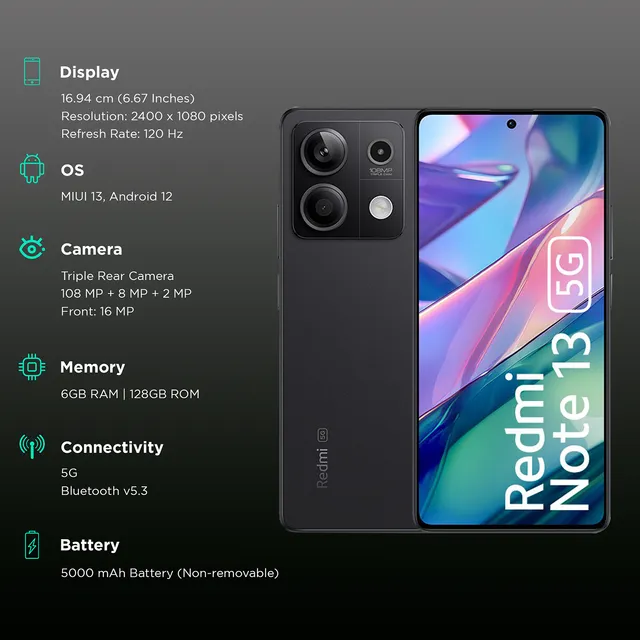 Display
16.94 cm (6.67 Inches)
Resolution: 2400 x 1080 pixels
Refresh Rate: 120 Hz
OS
MIUI 13, Android 12
Camera
Triple Rear Camera
108 MP + 8 MP + 2 MP
Front: 16 MP
Memory
6GB RAM | 128GB ROM
Connectivity
5G
Bluetooth v5.3
Battery
5000 mAh Battery (Non-removable)
108MP
Redmi 5G
Redmi
Note 13 5G